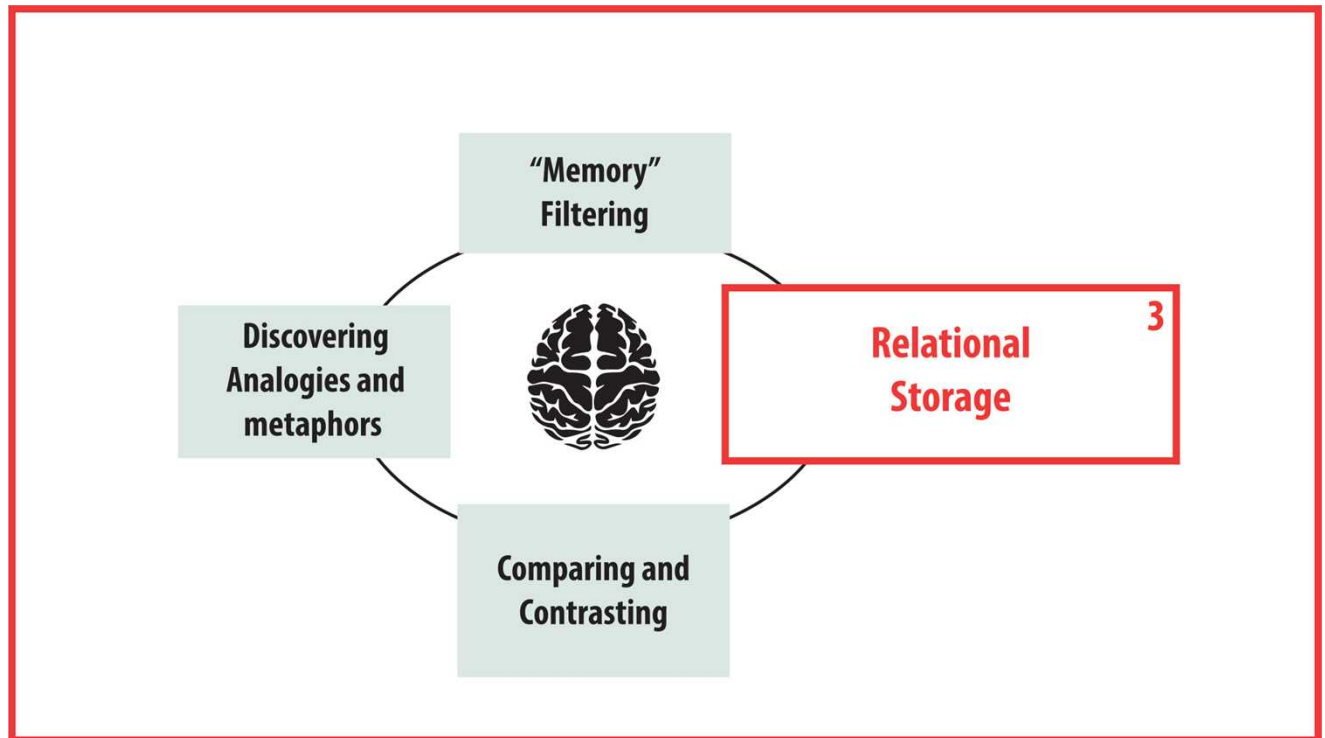 “Memory”
Filtering
Discovering
Analogies and
metaphors
3
Relational
Storage
Comparing and
Contrasting